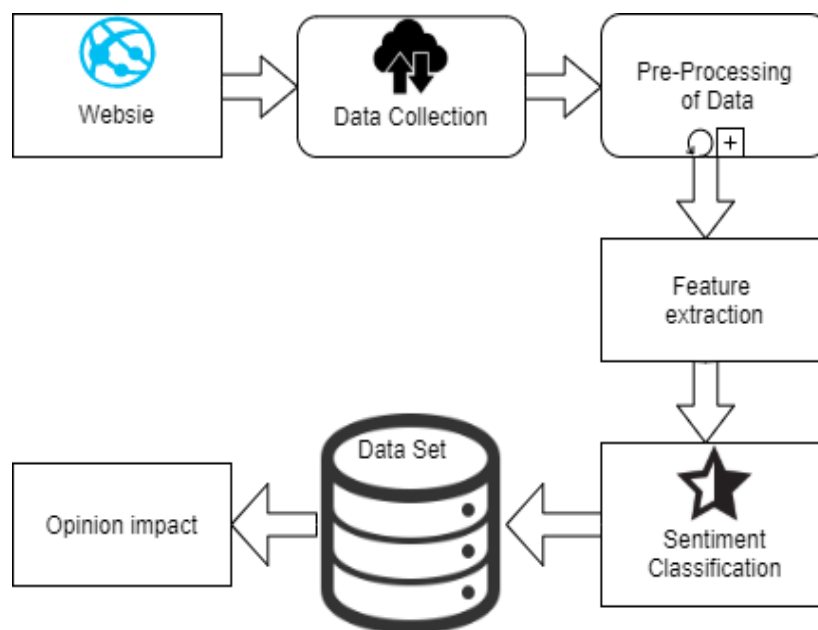 Websie
Data Collection
Pre-Processing
of Data
+
Feature
extraction
Sentiment
Classification
Data Set
Opinion impact